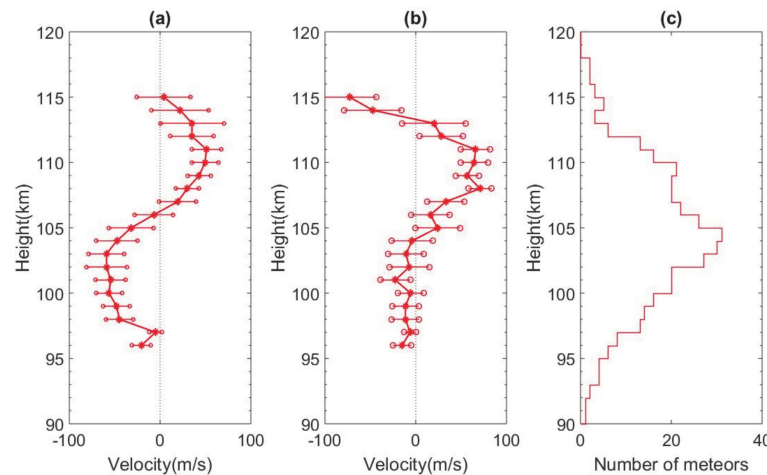 (a) (b) (c)
120 120 120
115 115 115
110 110 110
105 105 105
100 100 100
95 95 95
90 90 90
Height(km) Height(km) Height(km)
-100 0 100 -100 0 100 0 20 40
Velocity(m/s) Velocity(m/s) Number of meteors